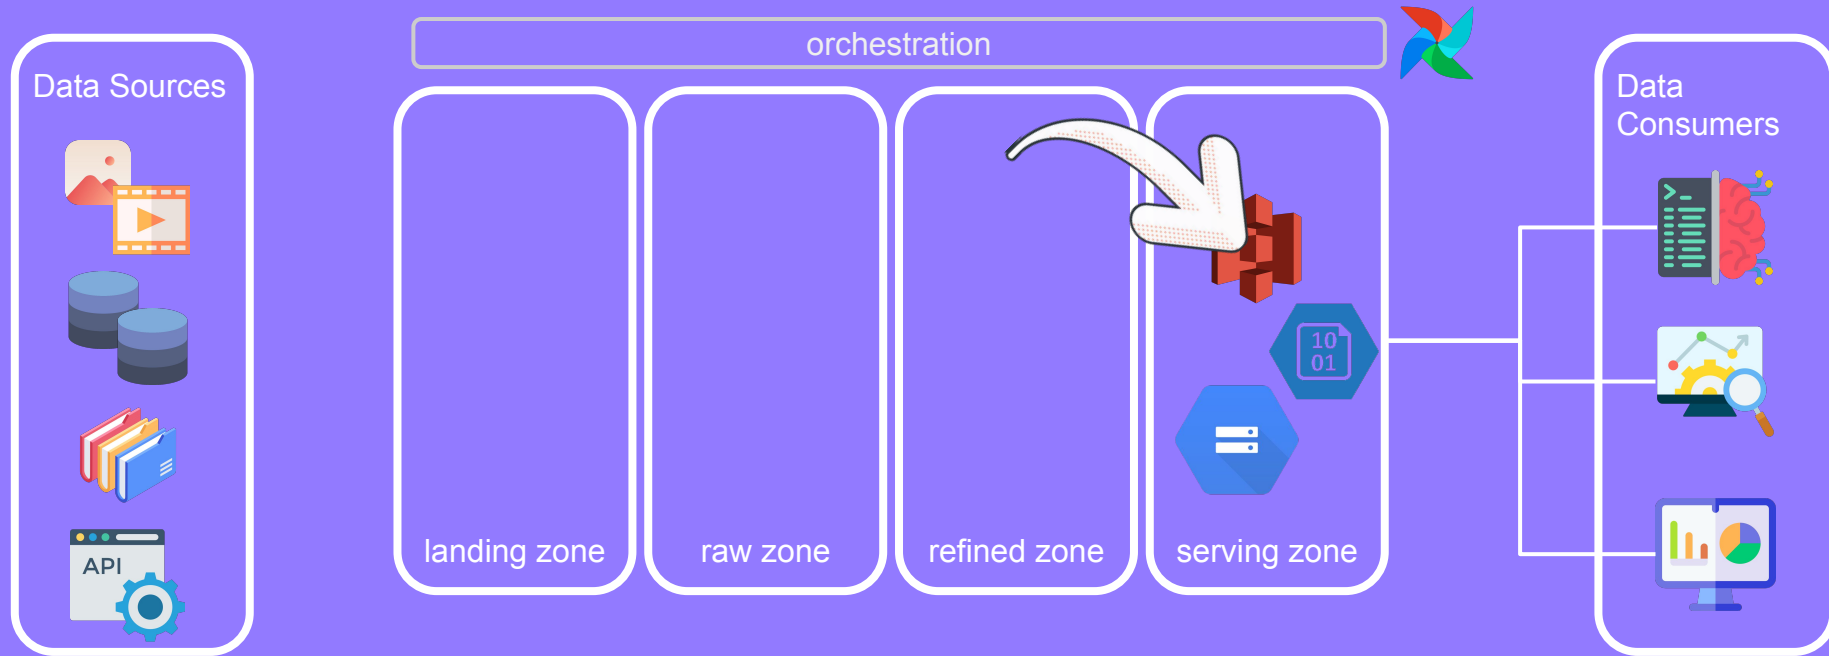 orchestration
Data Sources
API
landing zone
raw zone
refined zone
serving zone
10
01
Data
Consumers